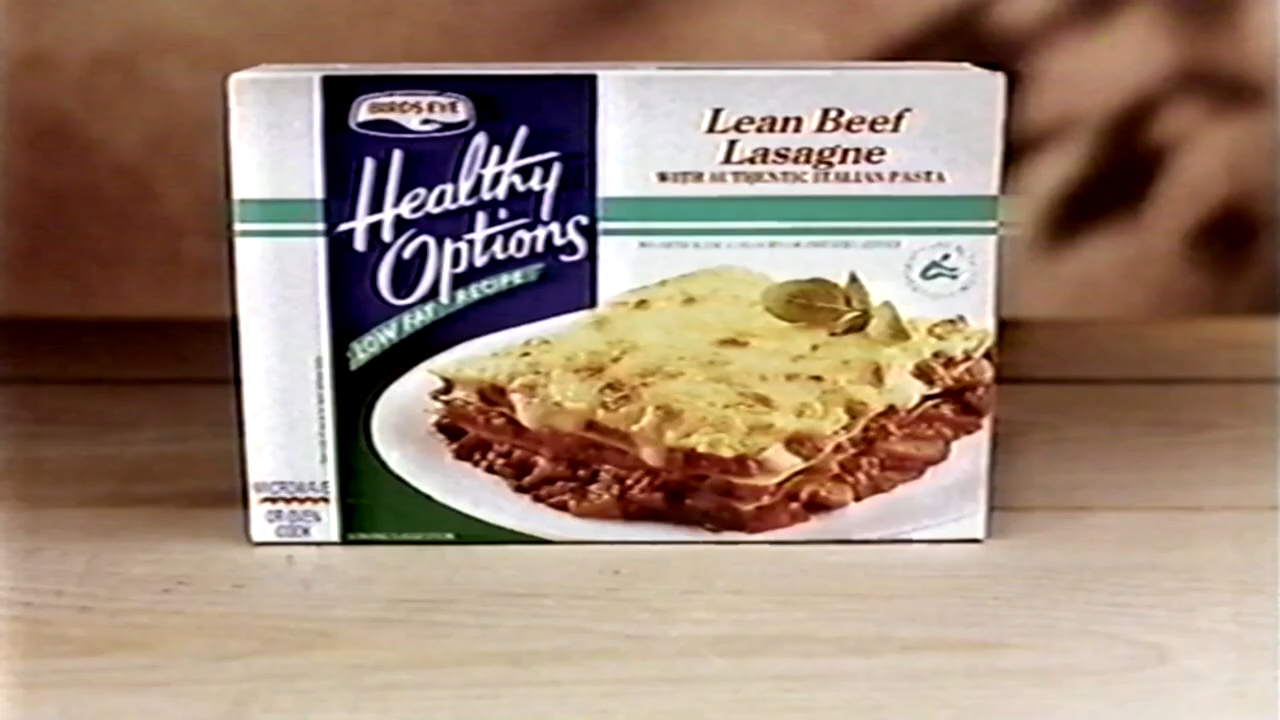 BIRDS EYE
Healthy
Options
LOW FAT RECIPE
Lean Beef
Lasagne
WITH AUTHENTIC ITALIAN PASTA
MICROWAVE
OR OVEN
COOK